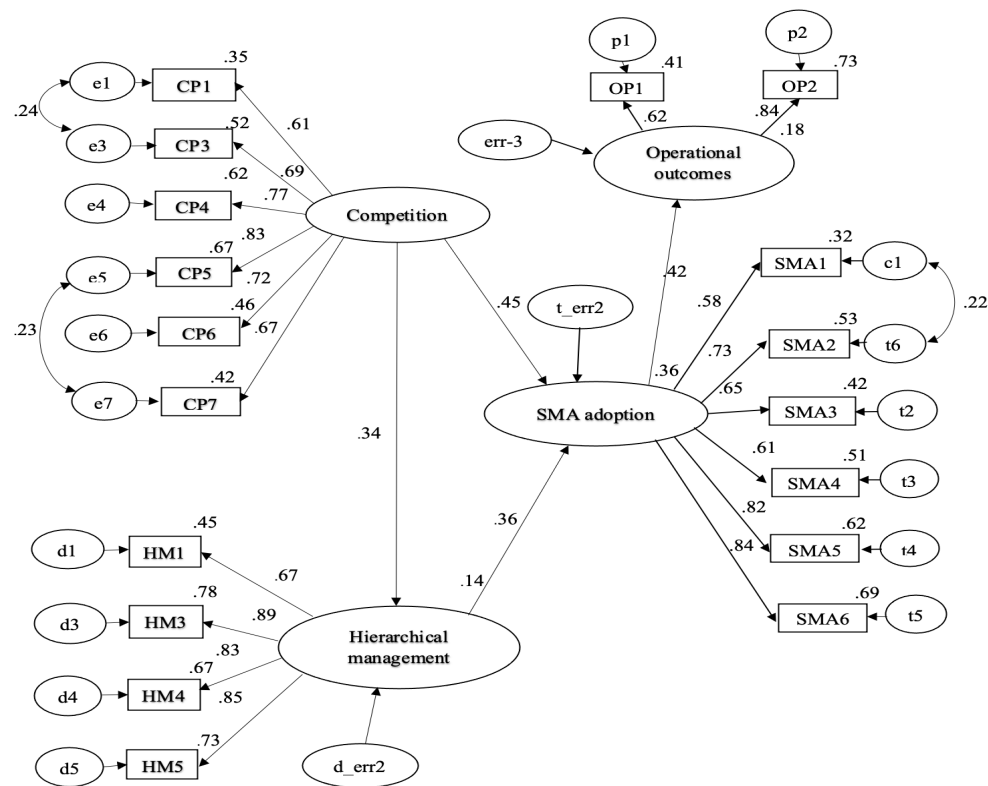 p1
p2
.35
.41
.73
e1
CP1
OP1
OP2
.24
.61
.62
.84
.18
.52
e3
CP3
err-3
Operational
outcomes
.69
.62
.77
e4
CP4
Competition
.83
.67
.32
e5
CP5
SMA1
c1
.72
.42
.45
t_err2
.58
.22
.46
.23
e6
CP6
.53
.73
SMA2
t6
.67
.36
.65
.42
.42
e7
CP7
SMA adoption
SMA3
t2
.34
.61
.51
SMA4
t3
.82
.36
.45
.62
d1
HM1
.84
SMA5
t4
.67
.14
.78
.69
d3
HM3
.89
SMA6
t5
Hierarchical
management
.83
.67
d4
HM4
.85
.73
d5
HM5
d_err2